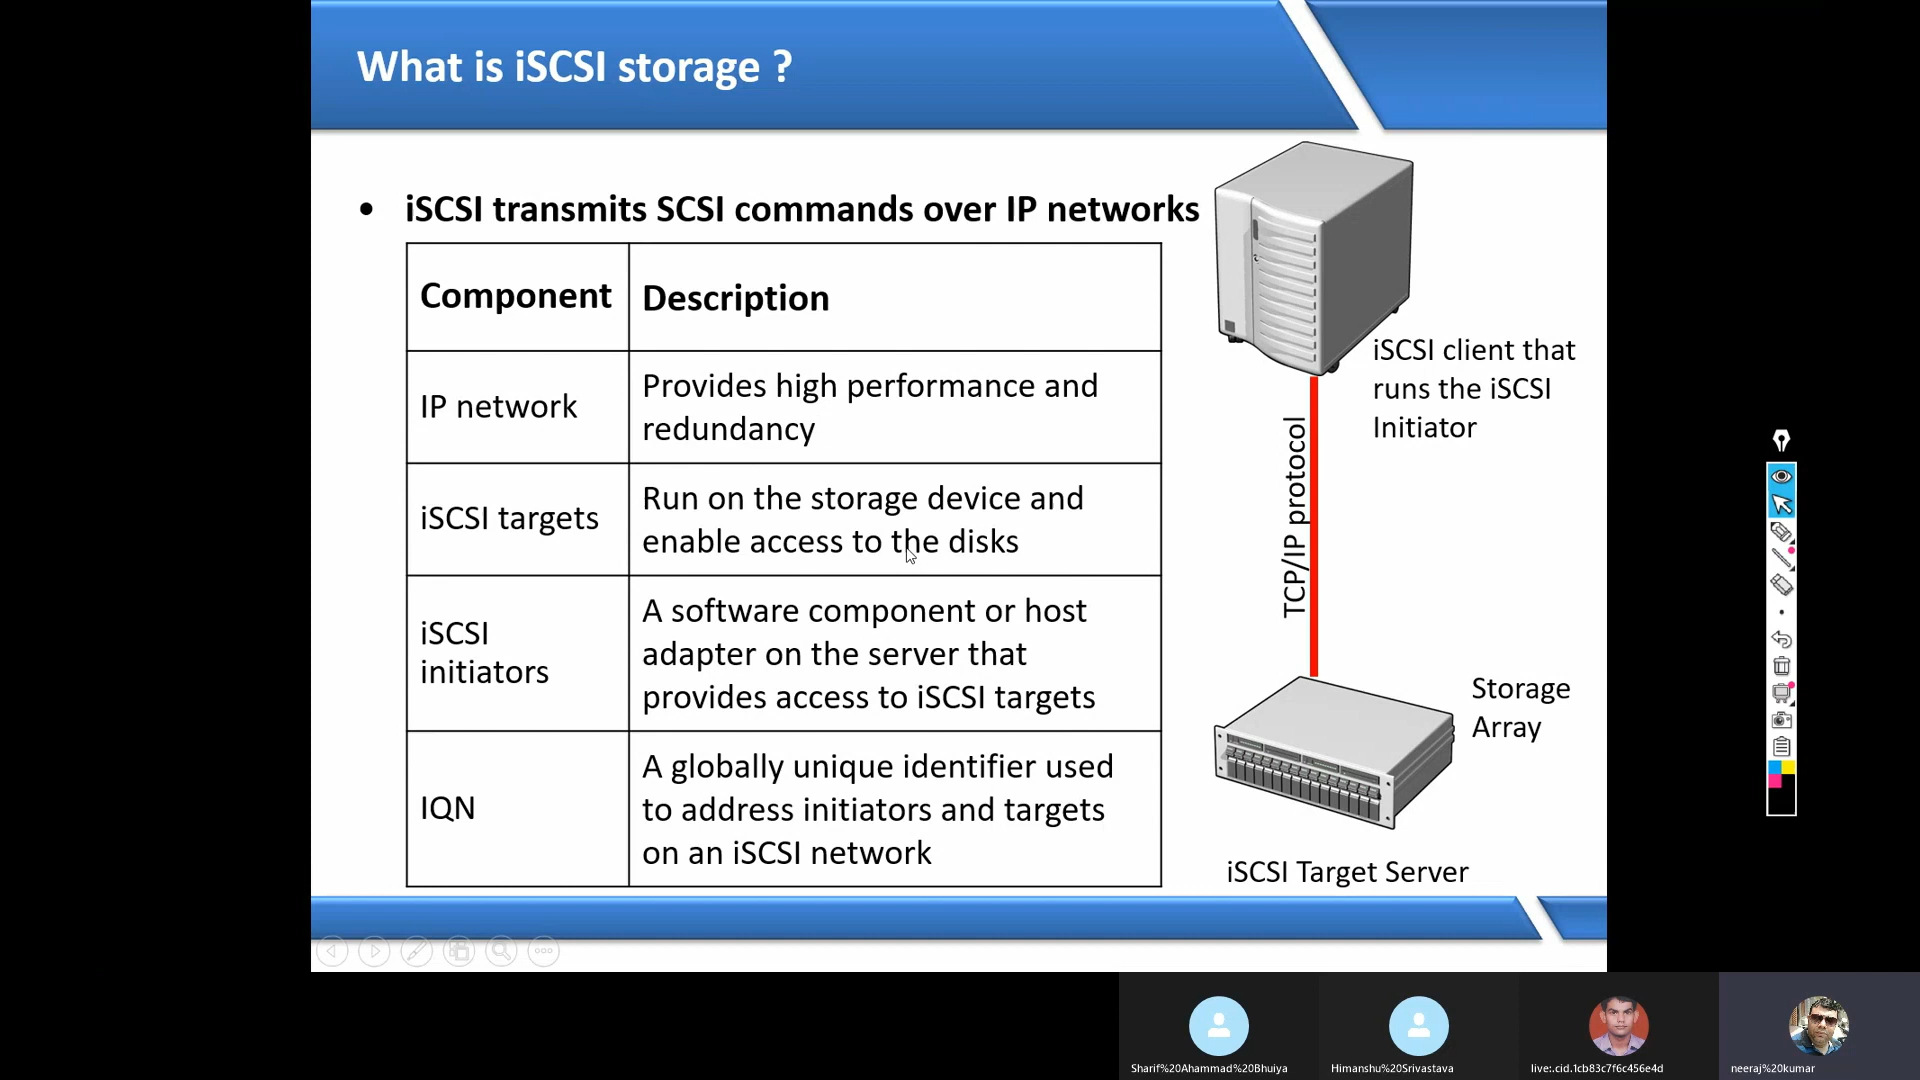 What is iSCSI storage ?
• iSCSI transmits SCSI commands over IP networks
Component
Description
IP network
Provides high performance and
redundancy
iSCSI targets
Run on the storage device and
enable access to the disks
iSCSI
initiators
A software component or host
adapter on the server that
provides access to iSCSI targets
IQN
A globally unique identifier used
to address initiators and targets
on an iSCSI network
iSCSI client that
runs the iSCSI
Initiator
TCP/IP protocol
Storage
Array
iSCSI Target Server
Sharif%20Ahammad%20Bhuiya
Himanshu%20Srivastava
live:.cid.1cb83c7f6c456e4d
neeraj%20kumar